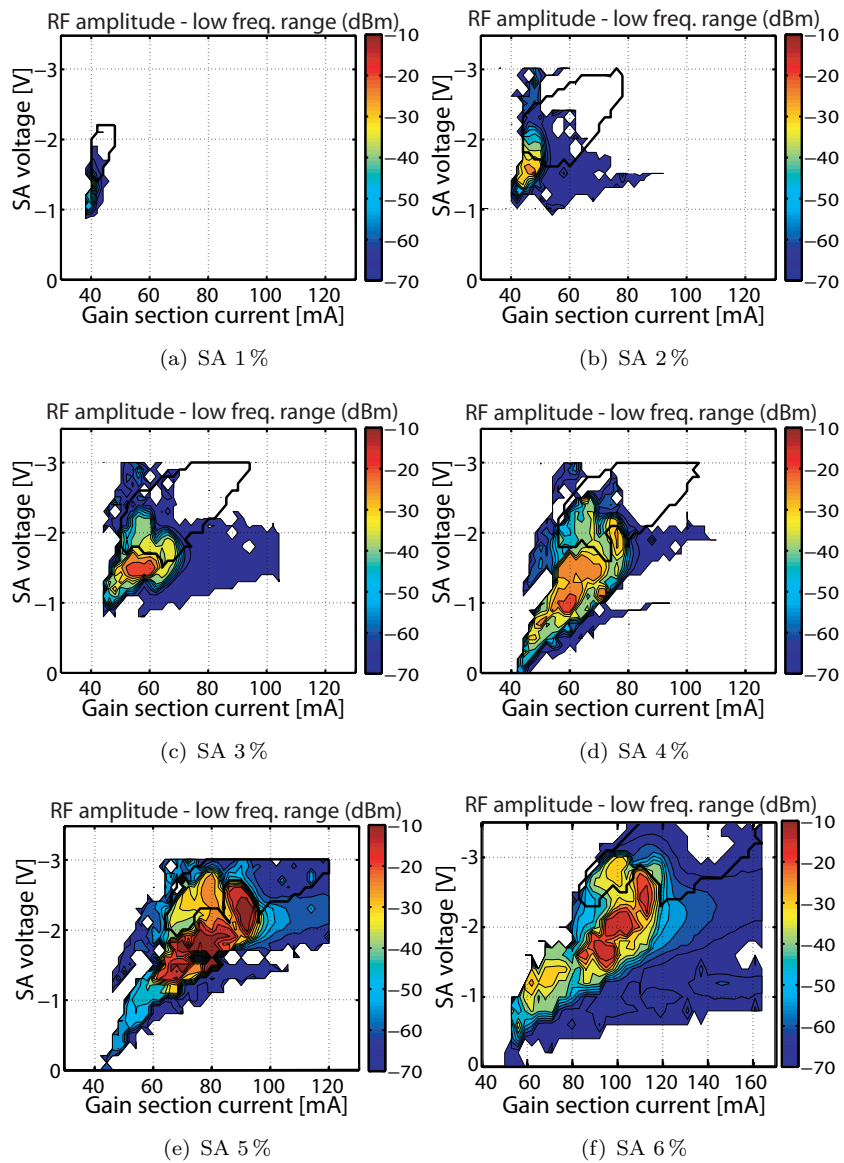 RF amplitude - low freq. range (dBm)
SA voltage [V]
−3
−2
−1
0
40 60 80 100 120
Gain section current [mA]
−10
−20
−30
−40
−50
−60
−70
(a) SA 1 %
RF amplitude - low freq. range (dBm)
SA voltage [V]
−3
−2
−1
0
40 60 80 100 120
Gain section current [mA]
−10
−20
−30
−40
−50
−60
−70
(b) SA 2 %
RF amplitude - low freq. range (dBm)
SA voltage [V]
−3
−2
−1
0
40 60 80 100 120
Gain section current [mA]
−10
−20
−30
−40
−50
−60
−70
(c) SA 3 %
RF amplitude - low freq. range (dBm)
SA voltage [V]
−3
−2
−1
0
40 60 80 100 120
Gain section current [mA]
−10
−20
−30
−40
−50
−60
−70
(d) SA 4 %
RF amplitude - low freq. range (dBm)
SA voltage [V]
−3
−2
−1
0
40 60 80 100 120
Gain section current [mA]
−10
−20
−30
−40
−50
−60
−70
(e) SA 5 %
RF amplitude - low freq. range (dBm)
SA voltage [V]
-3
-2
-1
0
40 60 80 100 120 140 160
Gain section current [mA]
−10
−20
−30
−40
−50
−60
−70
(f) SA 6 %